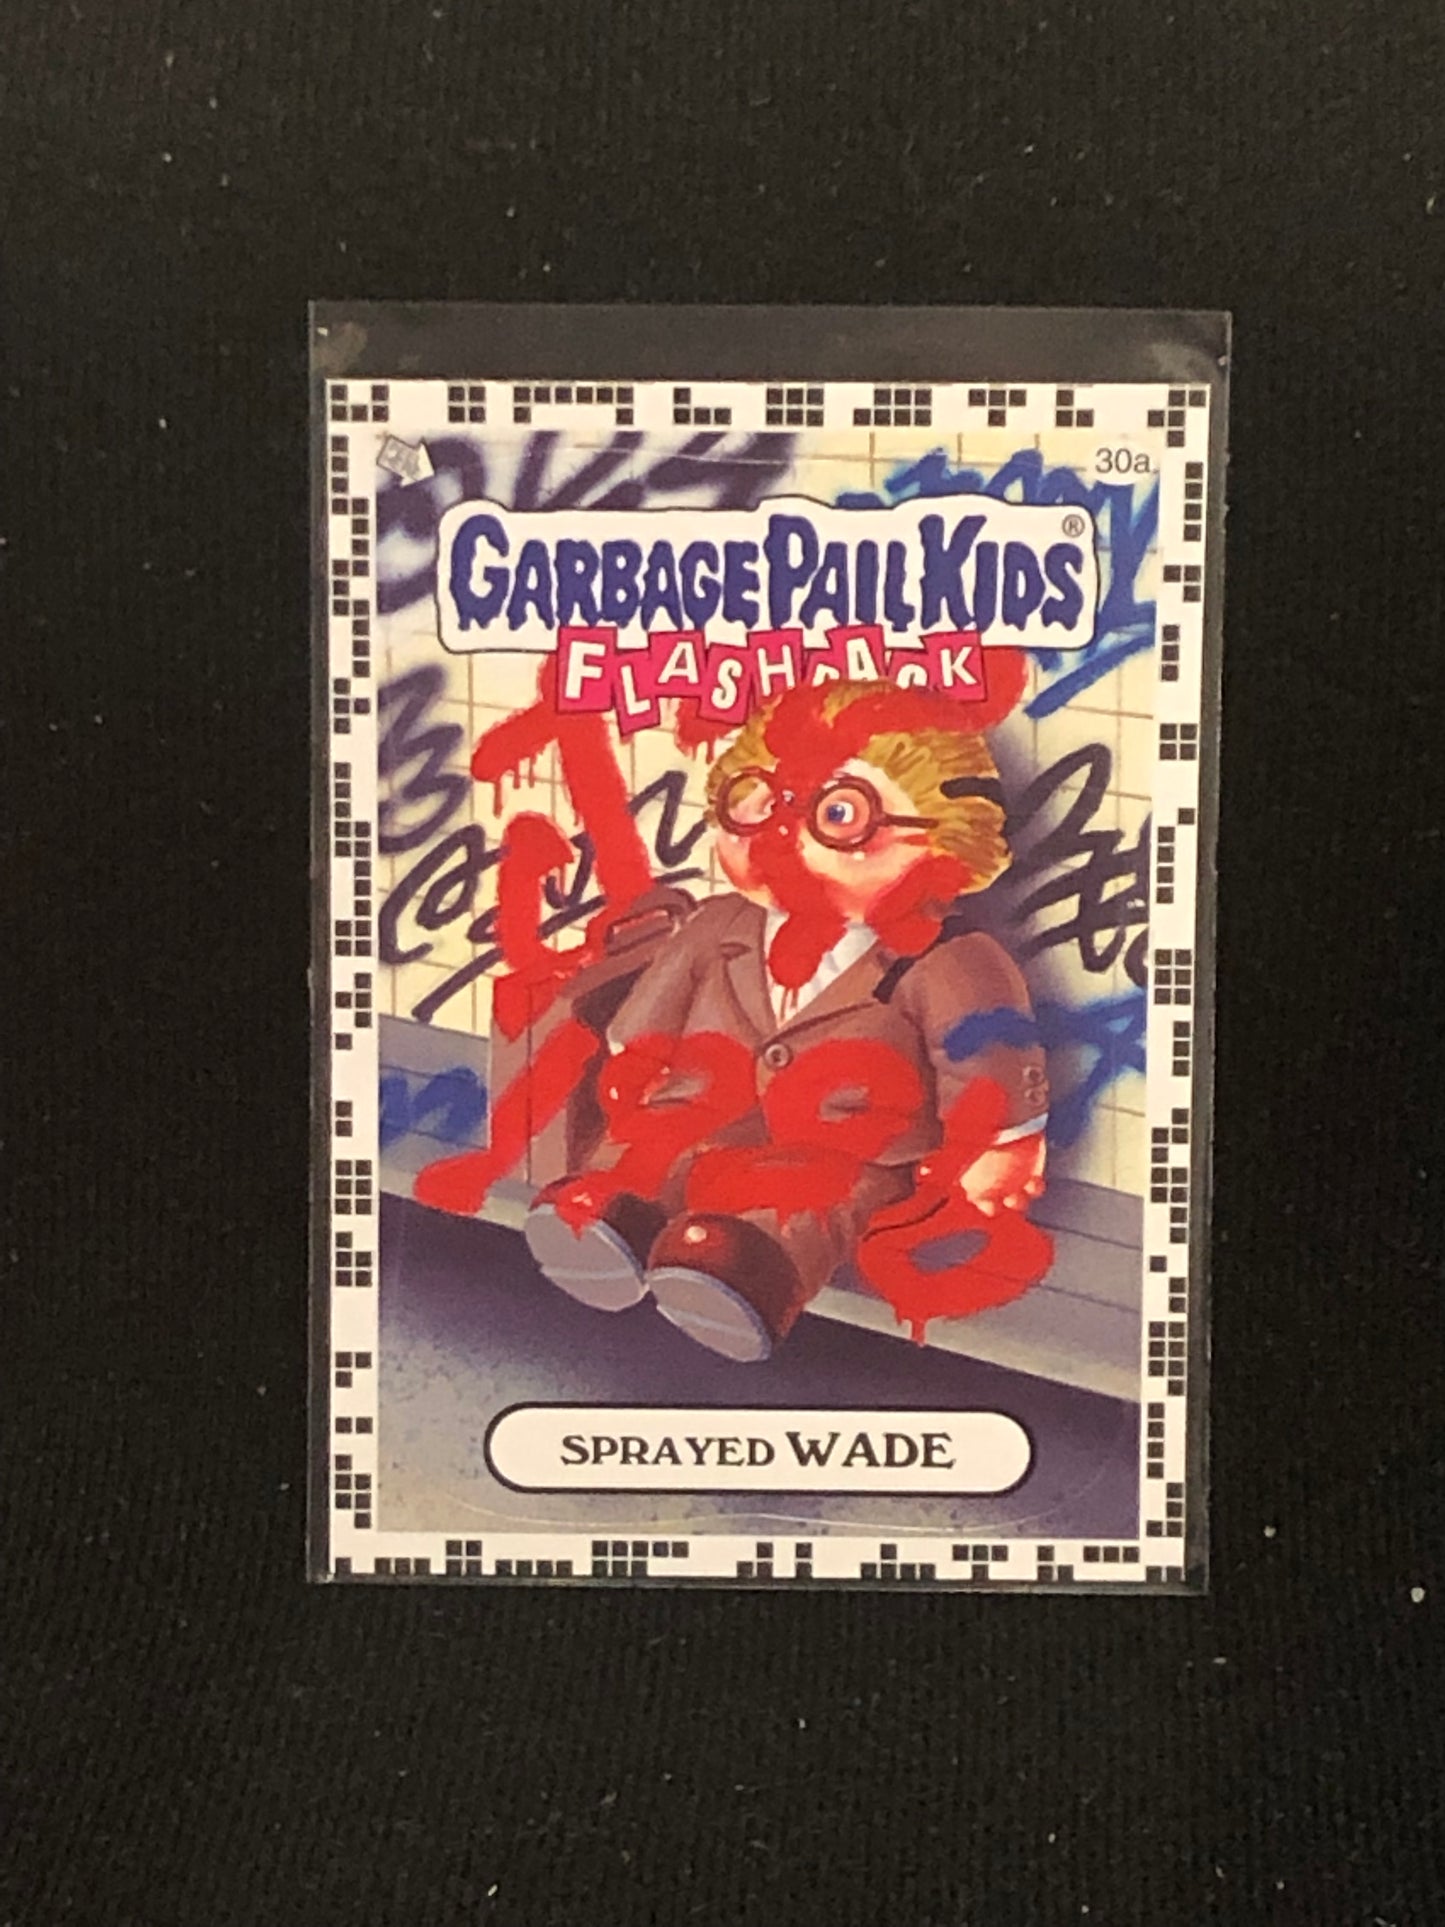 30a
GARBAGE PAIL KIDS®
FLASHBACK
SPRAYED WADE